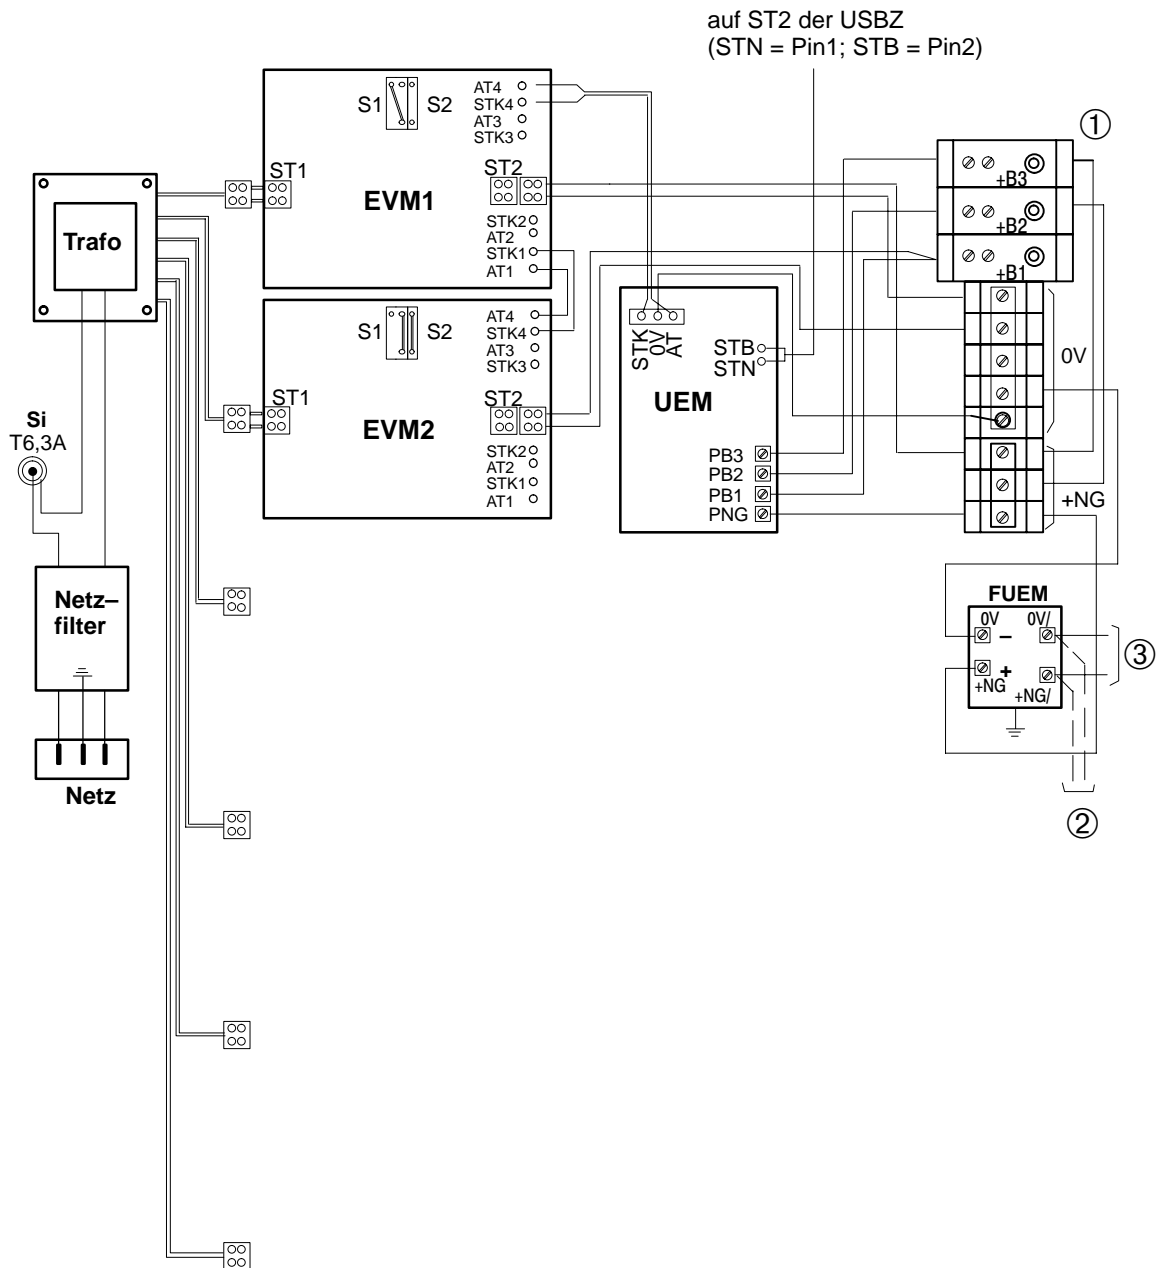 auf ST2 der USBZ
(STN = Pin1; STB = Pin2)
S1 S2
AT4
STK4
AT3
STK3
ST1
ST2
EVM1
STK2
AT2
STK1
AT1
①
+B3
+B2
+B1
Trafo
S1 S2
AT4
STK4
AT3
STK3
ST1
ST2
EVM2
STK2
AT2
STK1
AT1
STK
0V
AT
STB
STN
UEM
PB3
PB2
PB1
PNG
0V
+NG
Si
T6,3A
Netz–
filter
Netz
FUEM
0V 0V/
–
+
+NG
+NG/
③
②